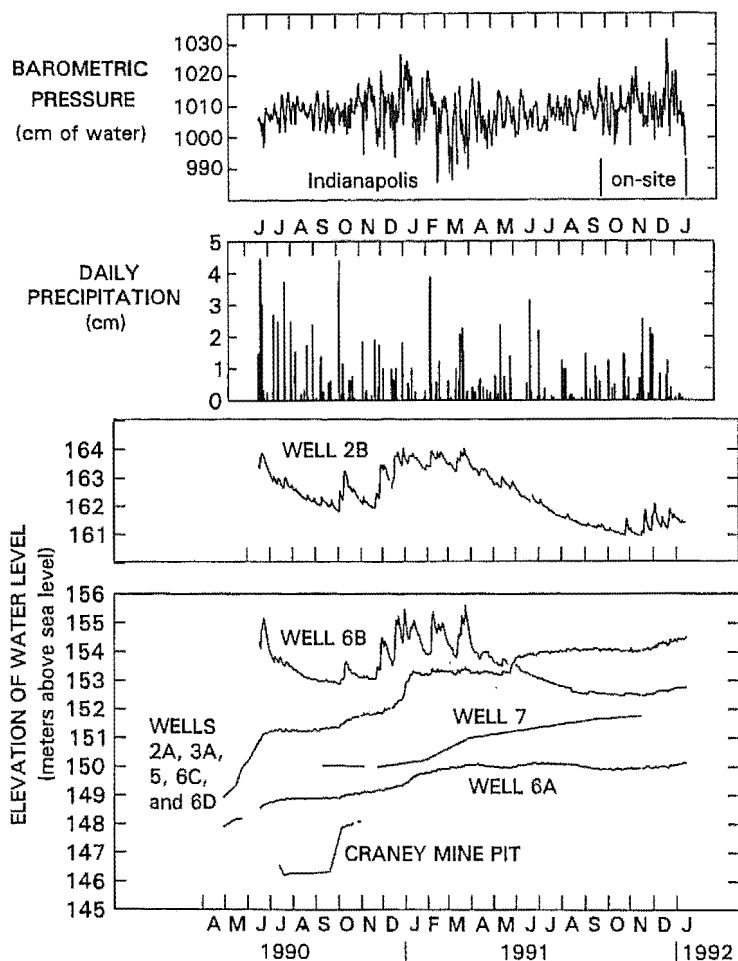 BAROMETRIC
PRESSURE
(cm of water)
1030
1020
1010
1000
990
Indianapolis
on-site
J J A S O N D J F M A M J J A S O N D J
DAILY
PRECIPITATION
(cm)
5
4
3
2
1
0
ELEVATION OF WATER LEVEL
(meters above sea level)
164
163
162
161
WELL 2B
156
155
154
153
152
151
150
149
148
147
146
145
WELL 6B
WELLS
2A, 3A,
5, 6C,
and 6D
WELL 7
WELL 6A
CRANEY MINE PIT
A M J J A S O N D J F M A M J J A S O N D J
1990
1991
1992